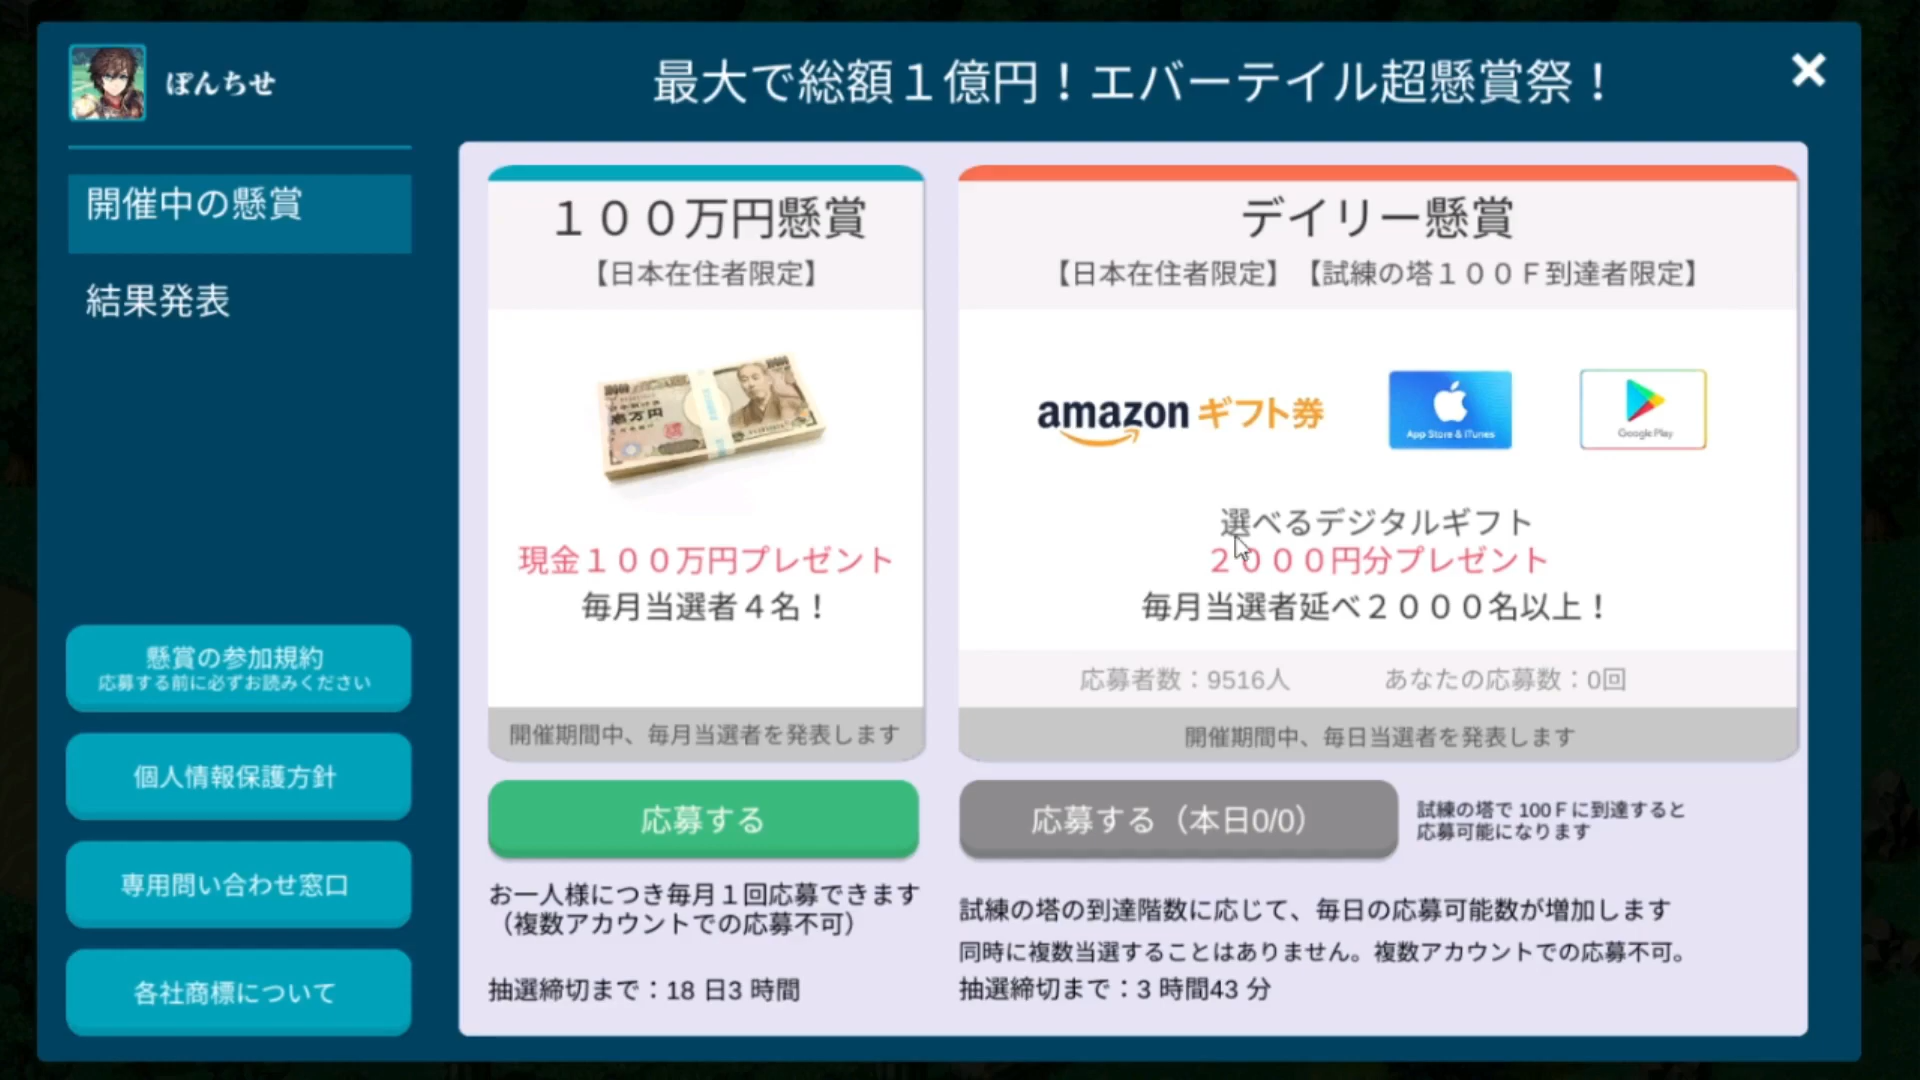 ぽんちせ
最大で総額１億円！エバーテイル超懸賞祭！
開催中の懸賞
結果発表
懸賞の参加規約
応募する前に必ずお読みください
個人情報保護方針
専用問い合わせ窓口
各社商標について
１００万円懸賞
【日本在住者限定】
壱万円
現金１００万円プレゼント
毎月当選者４名！
開催期間中、毎月当選者を発表します
応募する
お一人様につき毎月１回応募できます
（複数アカウントでの応募不可）
抽選締切まで：18 日3 時間
デイリー懸賞
【日本在住者限定】【試練の塔１００Ｆ到達者限定】
amazon ギフト券
App Store & iTunes
Google Play
選べるデジタルギフト
２０００円分プレゼント
毎月当選者延べ２０００名以上！
応募者数：9516人 あなたの応募数：0回
開催期間中、毎日当選者を発表します
応募する（本日0/0）
試練の塔で 100Ｆに到達すると
応募可能になります
試練の塔の到達階数に応じて、毎日の応募可能数が増加します
同時に複数当選することはありません。複数アカウントでの応募不可。
抽選締切まで：3 時間43 分